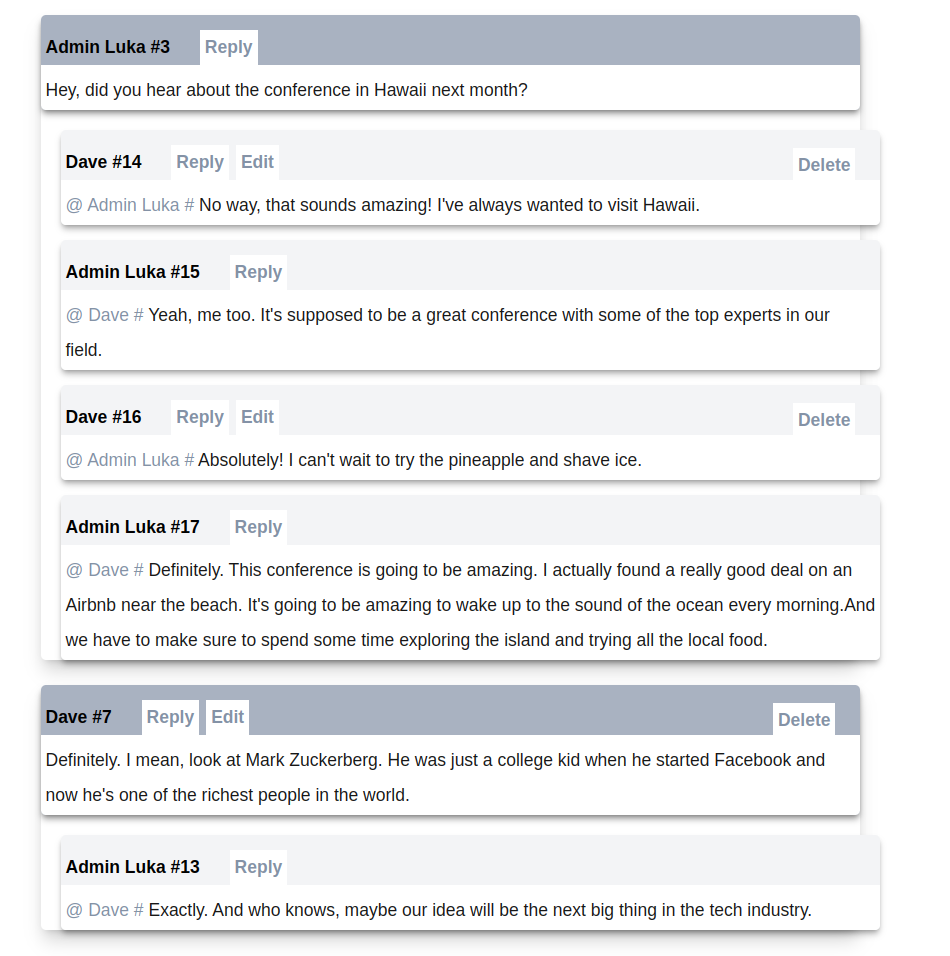 Admin Luka #3 Reply
Hey, did you hear about the conference in Hawaii next month?
Dave #14 Reply Edit Delete
@ Admin Luka # No way, that sounds amazing! I've always wanted to visit Hawaii.
Admin Luka #15 Reply
@ Dave # Yeah, me too. It's supposed to be a great conference with some of the top experts in our
field.
Dave #16 Reply Edit Delete
@ Admin Luka # Absolutely! I can't wait to try the pineapple and shave ice.
Admin Luka #17 Reply
@ Dave # Definitely. This conference is going to be amazing. I actually found a really good deal on an
Airbnb near the beach. It's going to be amazing to wake up to the sound of the ocean every morning.And
we have to make sure to spend some time exploring the island and trying all the local food.
Dave #7 Reply Edit Delete
Definitely. I mean, look at Mark Zuckerberg. He was just a college kid when he started Facebook and
now he's one of the richest people in the world.
Admin Luka #13 Reply
@ Dave # Exactly. And who knows, maybe our idea will be the next big thing in the tech industry.